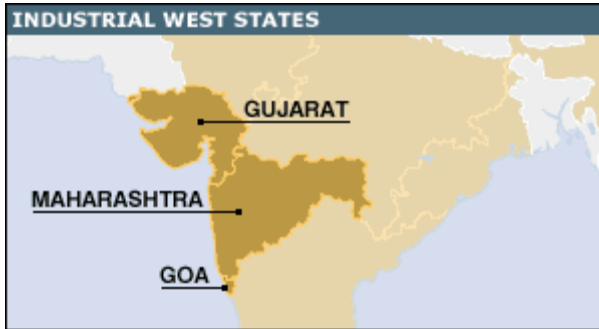 INDUSTRIAL WEST STATES
GUJARAT
MAHARASHTRA
GOA